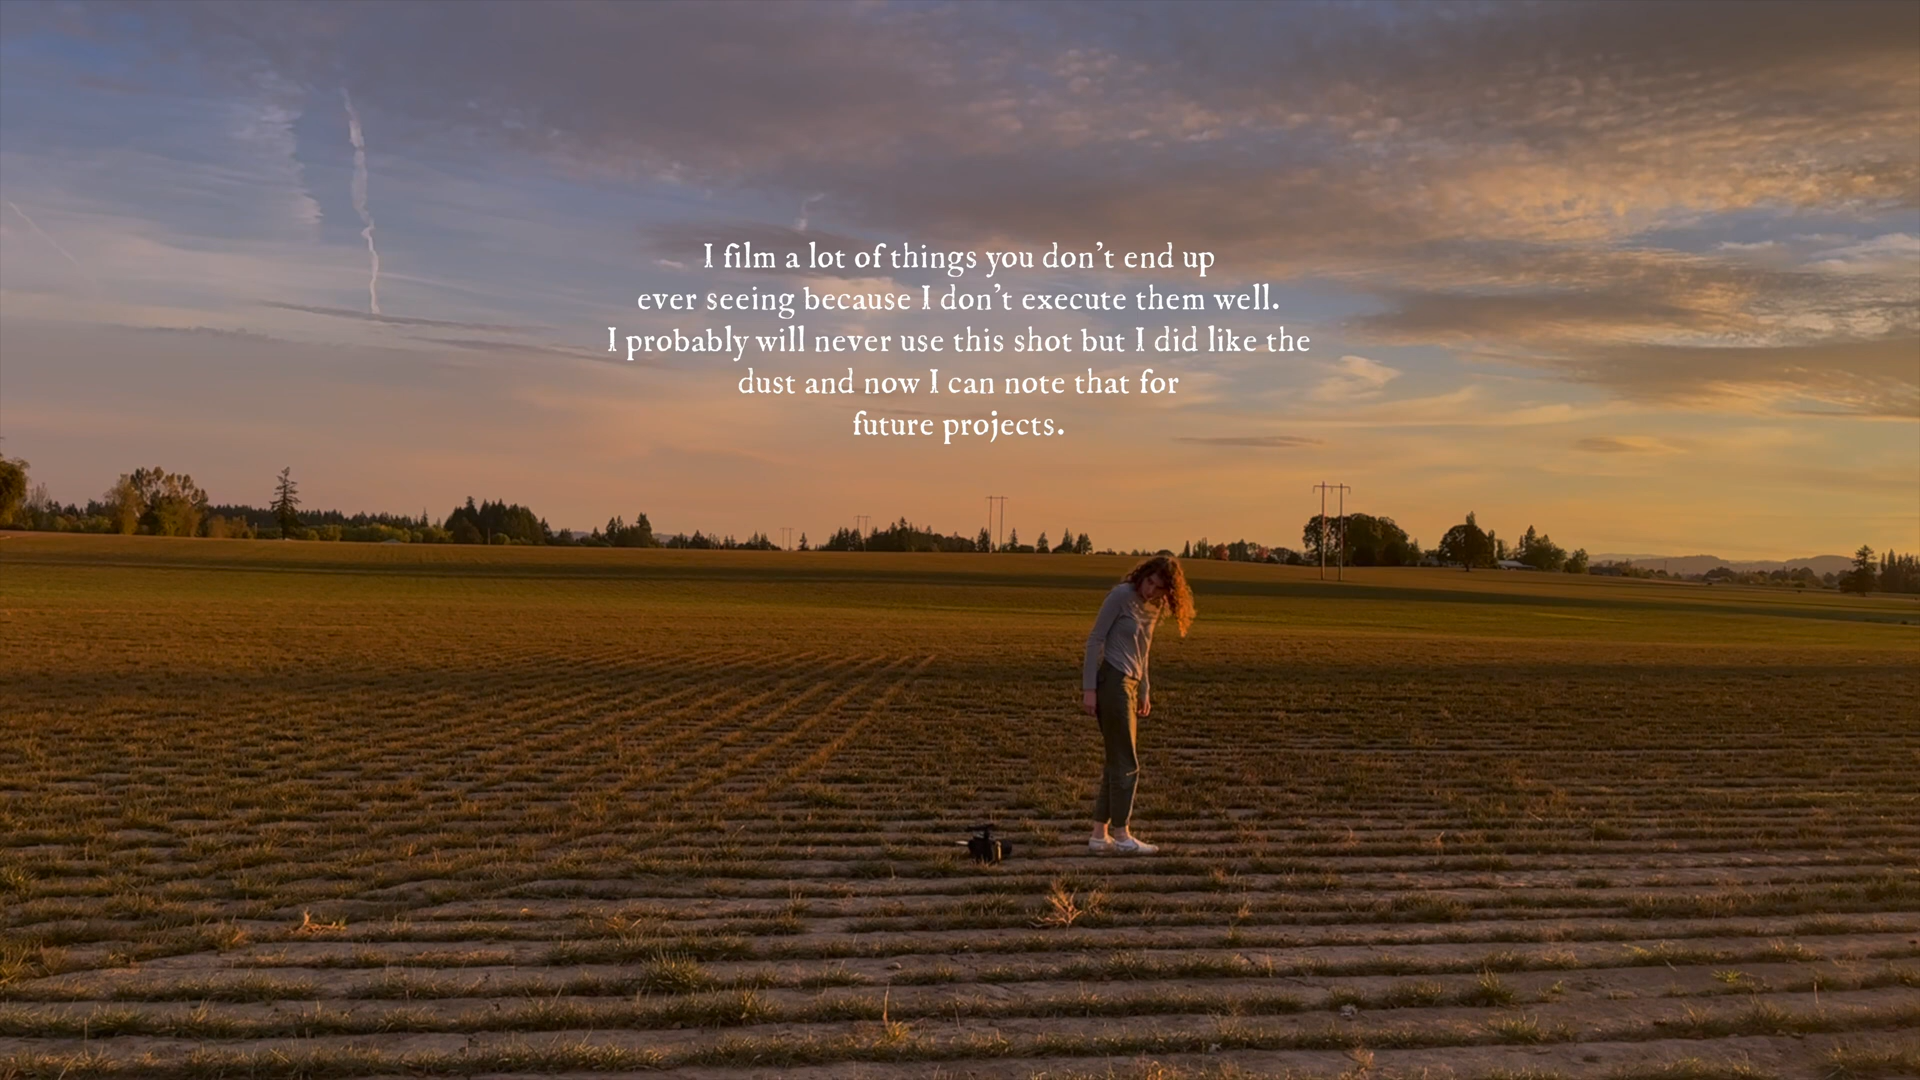 I film a lot of things you don't end up
ever seeing because I don't execute them well.
I probably will never use this shot but I did like the
dust and now I can note that for
future projects.